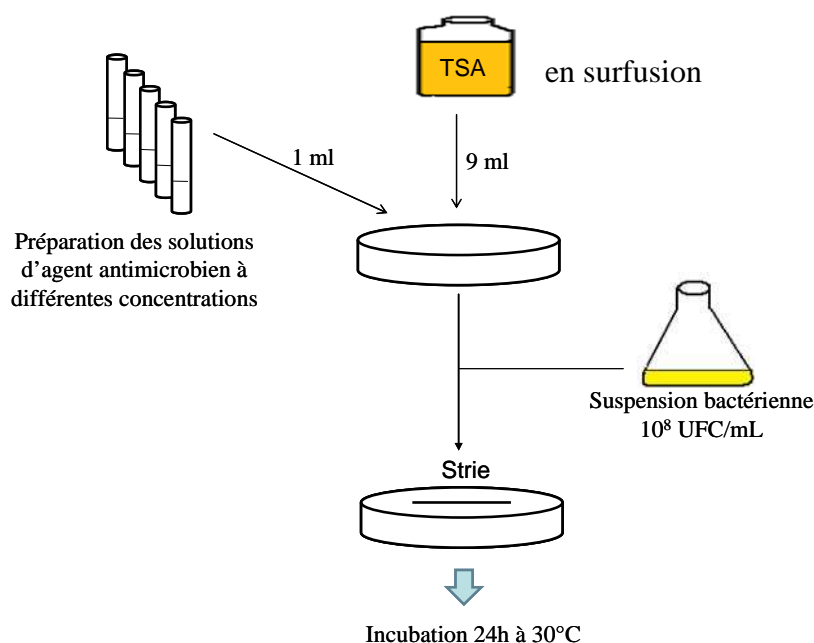 TSA
en surfusion
1 ml
9 ml
Préparation des solutions
d’agent antimicrobien à
différentes concentrations
Suspension bactérienne
10⁸ UFC/mL
Strie
Incubation 24h à 30°C